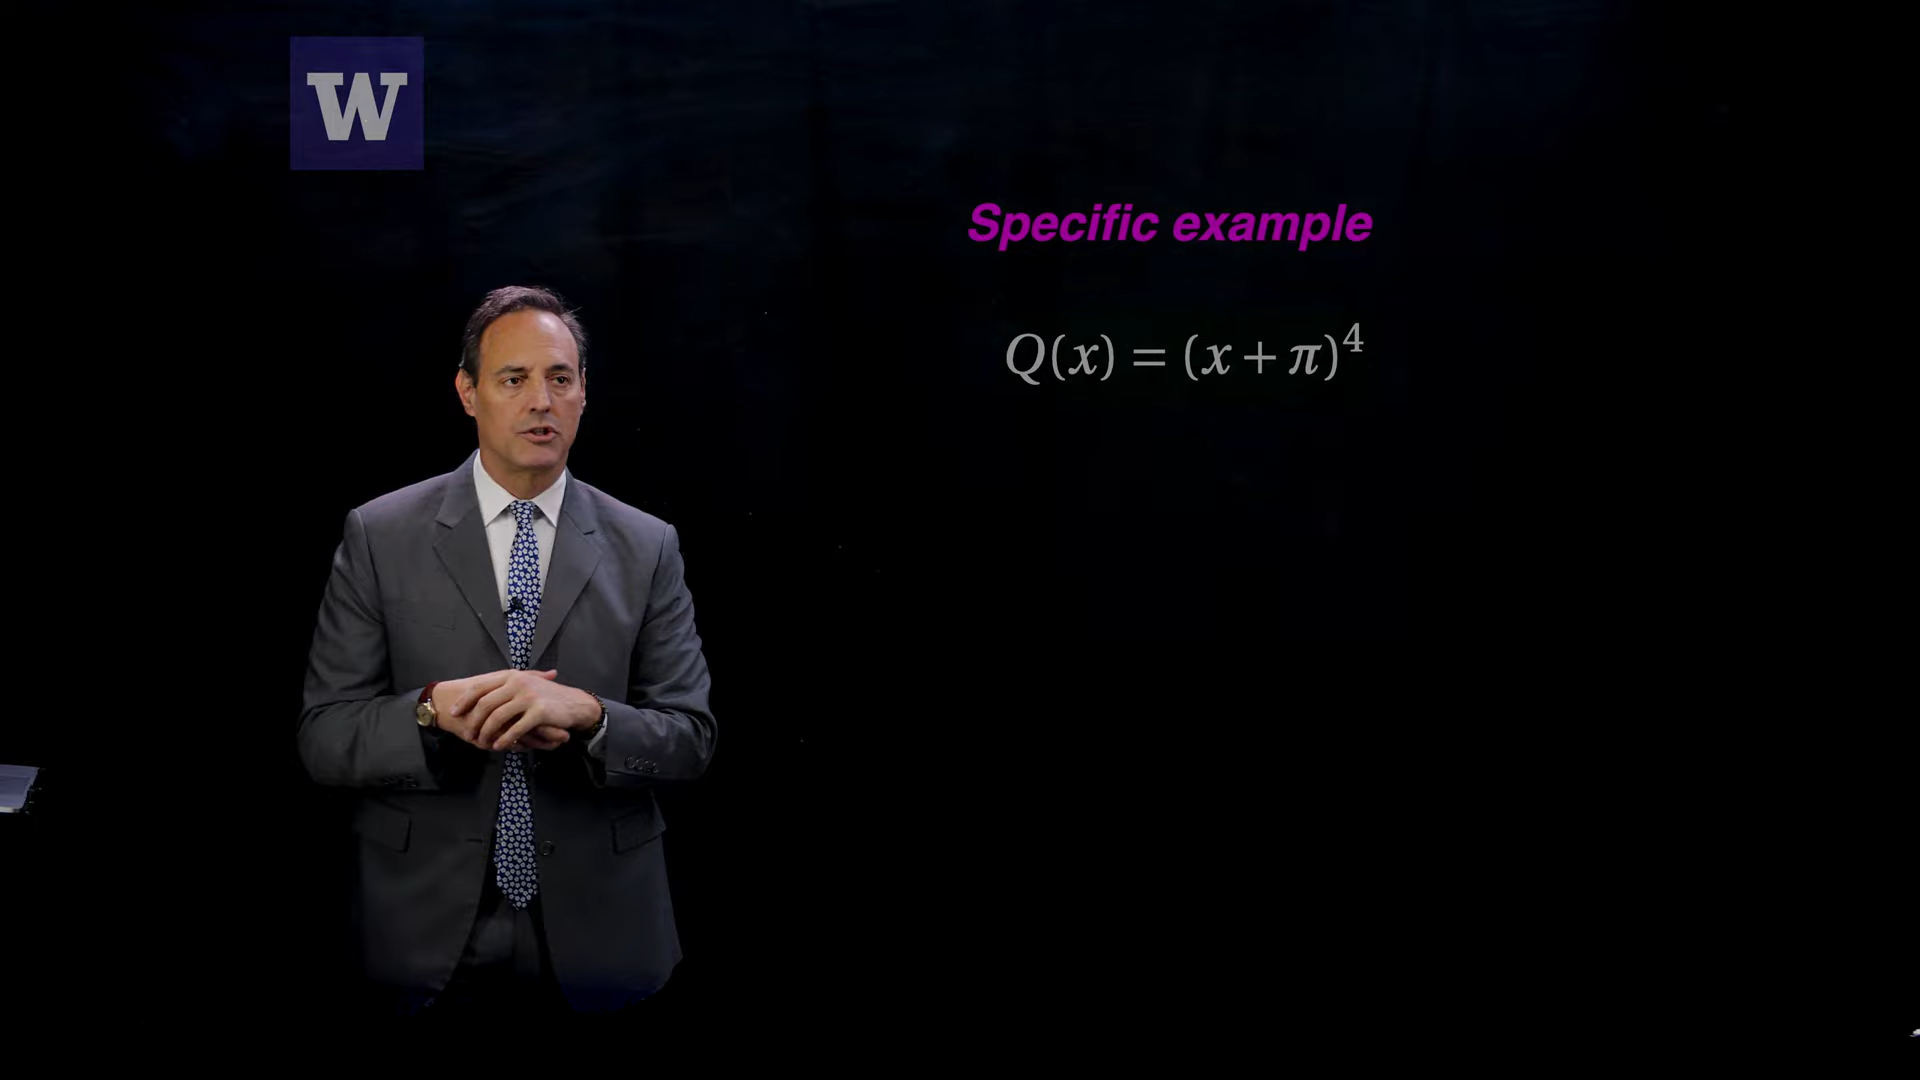 W
Specific example
Q(x) = (x + π)⁴